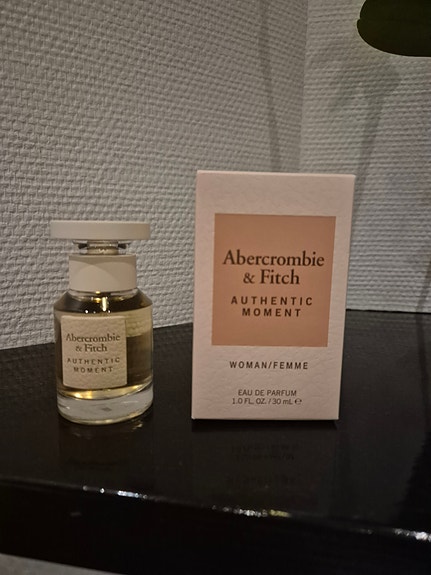 Abercrombie
& Fitch
AUTHENTIC
MOMENT
Abercrombie
& Fitch
AUTHENTIC
MOMENT
WOMAN/FEMME
EAU DE PARFUM
1.0 FL. OZ. / 30 mL ℮